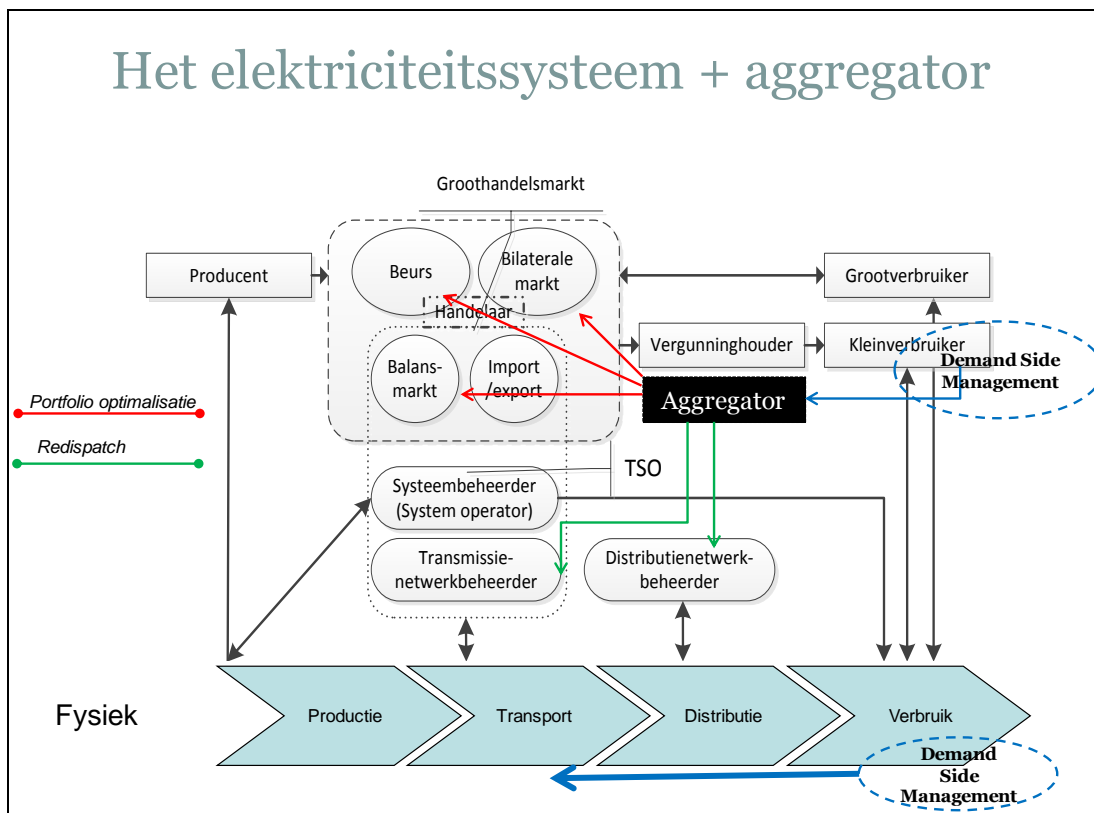 Het elektriciteitssysteem + aggregator
Groothandelsmarkt
Producent
Beurs
Bilaterale
markt
Grootverbruiker
Handelaar
Vergunninghouder
Kleinverbruiker
Balans-
markt
Import
/export
Demand Side
Management
Portfolio optimalisatie
Aggregator
Redispatch
TSO
Systeembeheerder
(System operator)
Transmissie-
netwerkbeheerder
Distributienetwerk-
beheerder
Fysiek
Productie
Transport
Distributie
Verbruik
Demand
Side
Management